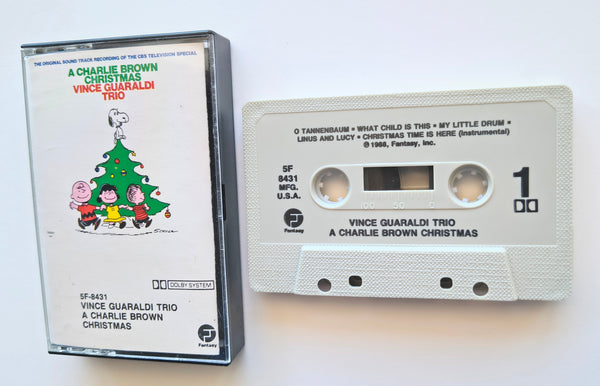 THE ORIGINAL SOUND TRACK RECORDING OF THE CBS TELEVISION SPECIAL
A CHARLIE BROWN
CHRISTMAS
VINCE GUARALDI
TRIO
DOLBY SYSTEM
5F-8431
VINCE GUARALDI TRIO
A CHARLIE BROWN
CHRISTMAS
Fantasy
O TANNENBAUM • WHAT CHILD IS THIS • MY LITTLE DRUM •
LINUS AND LUCY • CHRISTMAS TIME IS HERE (Instrumental)
℗ 1988, Fantasy, Inc.
5F
8431
MFG.
U.S.A.
1
100 50 0
Fantasy
VINCE GUARALDI TRIO
A CHARLIE BROWN CHRISTMAS